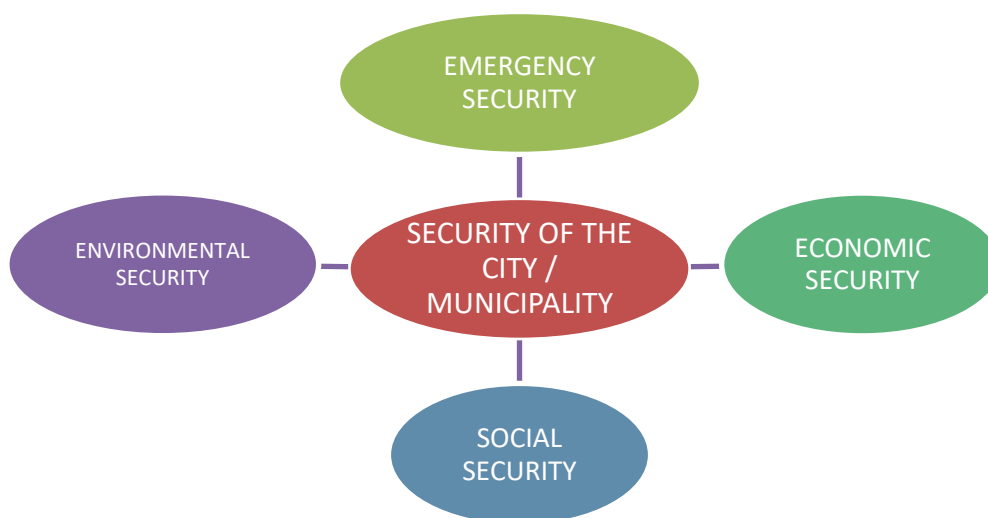 EMERGENCY
SECURITY
ENVIRONMENTAL
SECURITY
SECURITY OF THE
CITY /
MUNICIPALITY
ECONOMIC
SECURITY
SOCIAL
SECURITY